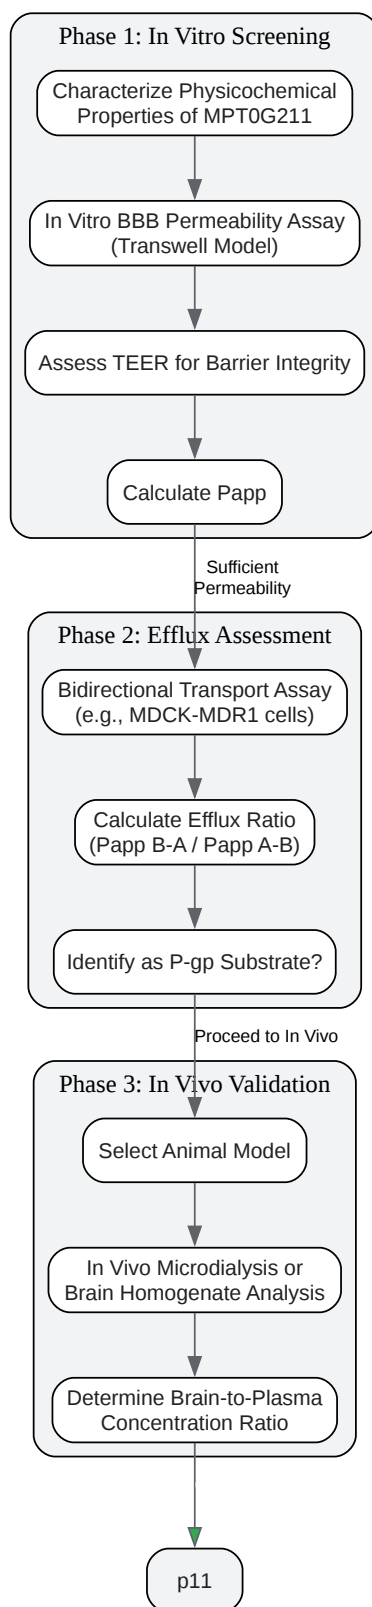 Phase 1: In Vitro Screening
Characterize Physicochemical
Properties of MPT0G211
In Vitro BBB Permeability Assay
(Transwell Model)
Assess TEER for Barrier Integrity
Calculate Papp
Sufficient
Permeability
Phase 2: Efflux Assessment
Bidirectional Transport Assay
(e.g., MDCK-MDR1 cells)
Calculate Efflux Ratio
(Papp B-A / Papp A-B)
Identify as P-gp Substrate?
Proceed to In Vivo
Phase 3: In Vivo Validation
Select Animal Model
In Vivo Microdialysis or
Brain Homogenate Analysis
Determine Brain-to-Plasma
Concentration Ratio
p11